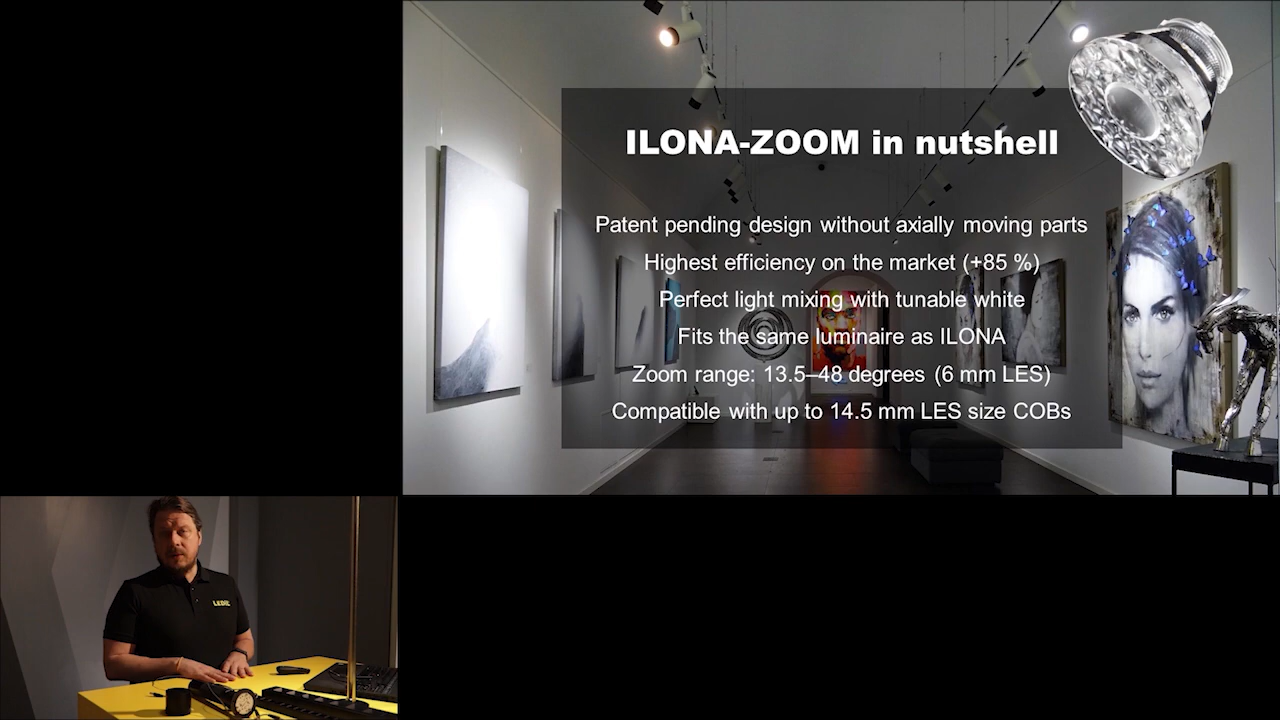 ILONA-ZOOM in nutshell
Patent pending design without axially moving parts
Highest efficiency on the market (+85 %)
Perfect light mixing with tunable white
Fits the same luminaire as ILONA
Zoom range: 13.5–48 degrees (6 mm LES)
Compatible with up to 14.5 mm LES size COBs
LEDiL